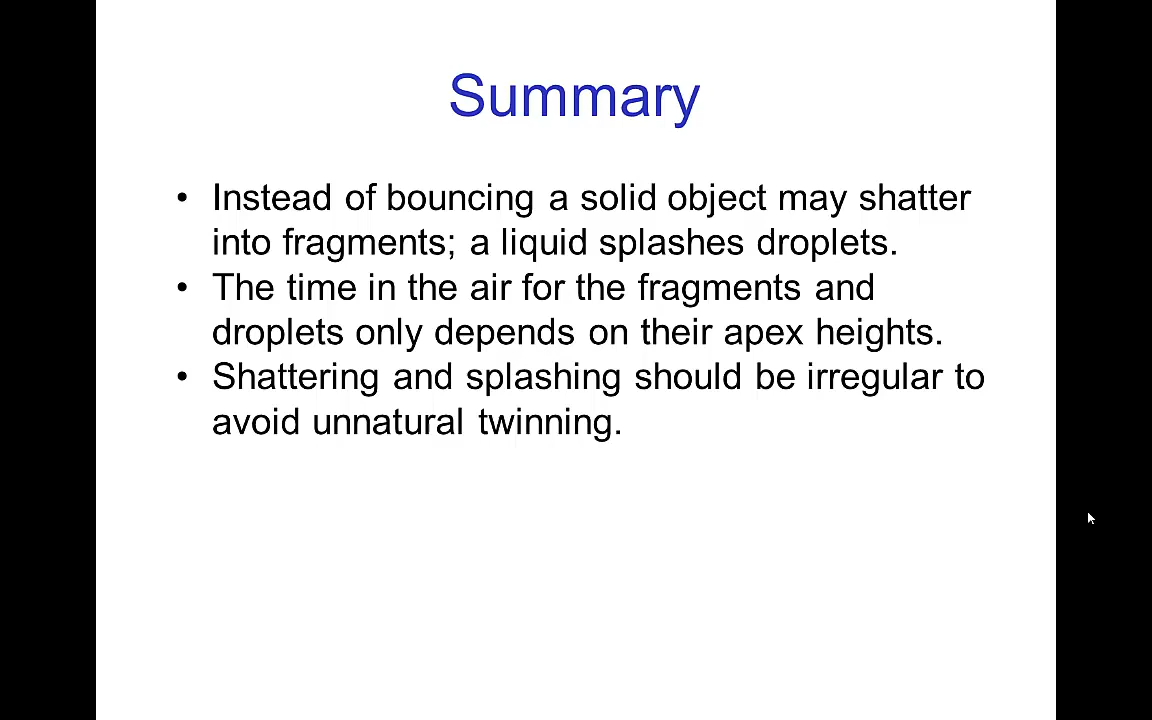 Summary
• Instead of bouncing a solid object may shatter
into fragments; a liquid splashes droplets.
• The time in the air for the fragments and
droplets only depends on their apex heights.
• Shattering and splashing should be irregular to
avoid unnatural twinning.